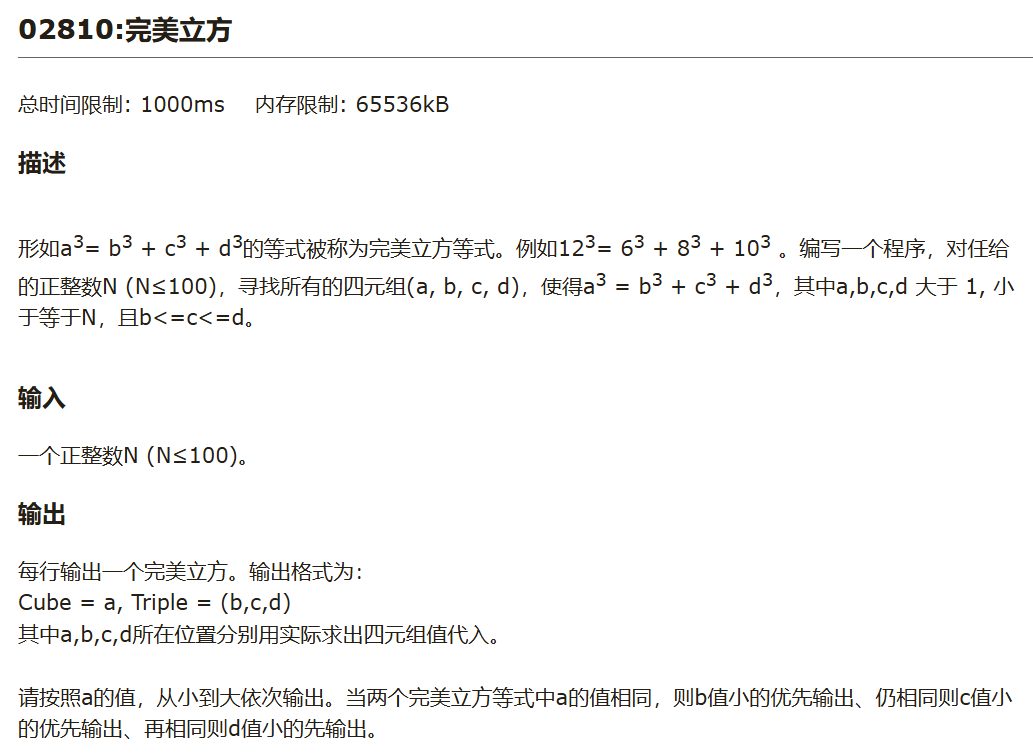 02810:完美立方
总时间限制: 1000ms 内存限制: 65536kB
描述
形如a³= b³ + c³ + d³的等式被称为完美立方等式。例如12³= 6³ + 8³ + 10³ 。编写一个程序，对任给
的正整数N (N≤100)，寻找所有的四元组(a, b, c, d)，使得a³ = b³ + c³ + d³，其中a,b,c,d 大于 1, 小
于等于N，且b<=c<=d。
输入
一个正整数N (N≤100)。
输出
每行输出一个完美立方。输出格式为：
Cube = a, Triple = (b,c,d)
其中a,b,c,d所在位置分别用实际求出四元组值代入。
请按照a的值，从小到大依次输出。当两个完美立方等式中a的值相同，则b值小的优先输出、仍相同则c值小
的优先输出、再相同则d值小的先输出。